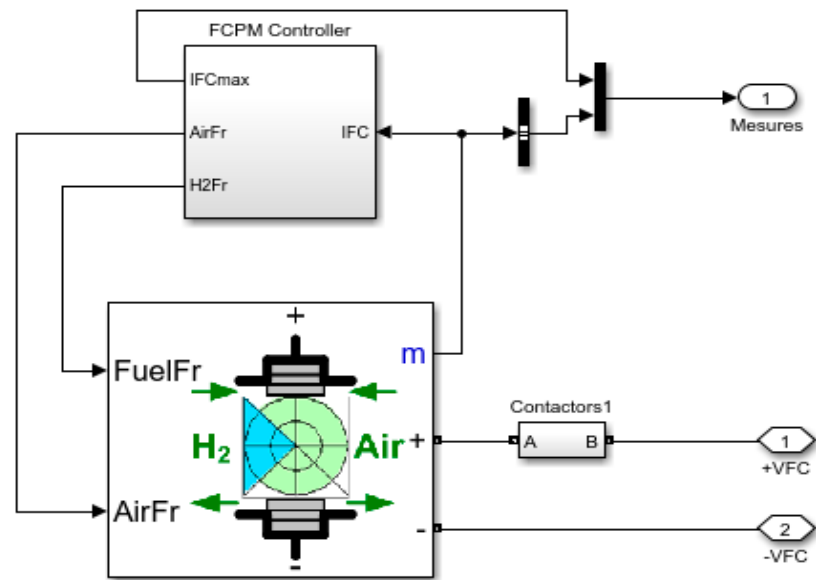 FCPM Controller
IFCmax
AirFr
H2Fr
IFC
1
Mesures
+
FuelFr
m
H₂
Air
AirFr
+
-
-
Contactors1
A
B
1
+VFC
2
-VFC